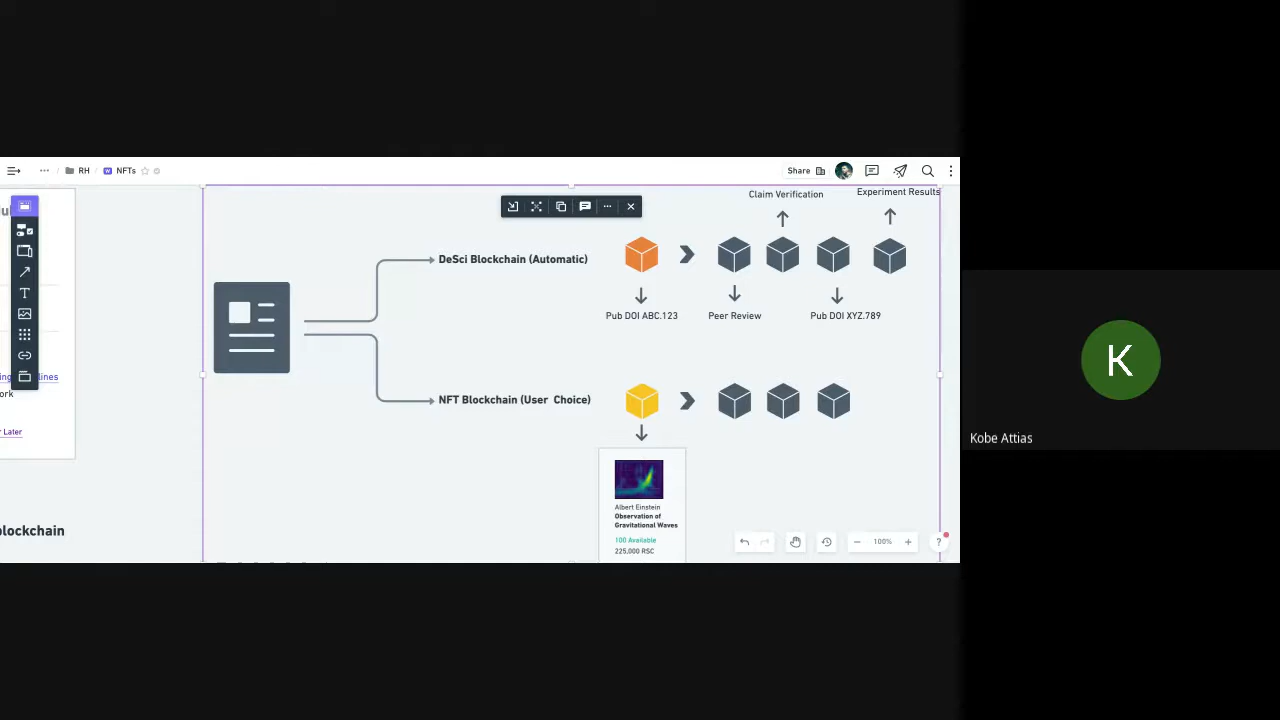 RH / NFTs
Share
Claim Verification
Experiment Results
DeSci Blockchain (Automatic)
Pub DOI ABC.123
Peer Review
Pub DOI XYZ.789
NFT Blockchain (User Choice)
Albert Einstein
Observation of
Gravitational Waves
100 Available
225,000 RSC
lines
ork
r Later
blockchain
100%
?
K
Kobe Attias